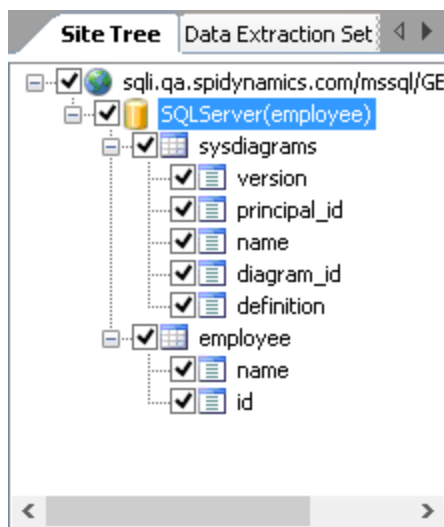 Site Tree
Data Extraction Set
sqli.qa.spidynamics.com/mssql/GE
SQLServer(employee)
sysdiagrams
version
principal_id
name
diagram_id
definition
employee
name
id